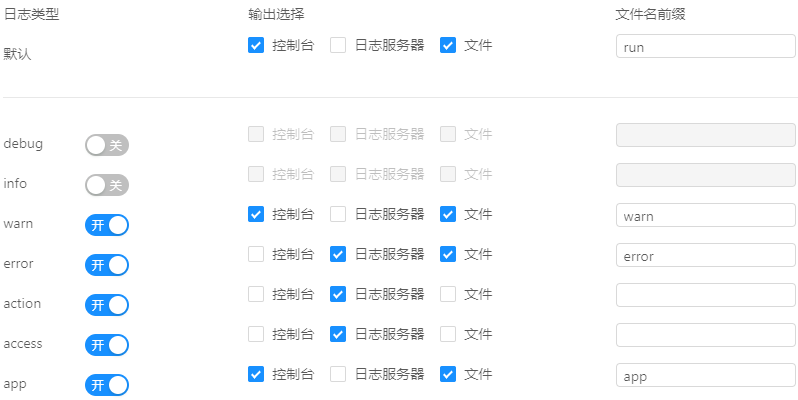 日志类型 输出选择 文件名前缀
默认 控制台 日志服务器 文件 run
debug 关 控制台 日志服务器 文件
info 关 控制台 日志服务器 文件
warn 开 控制台 日志服务器 文件 warn
error 开 控制台 日志服务器 文件 error
action 开 控制台 日志服务器 文件
access 开 控制台 日志服务器 文件
app 开 控制台 日志服务器 文件 app